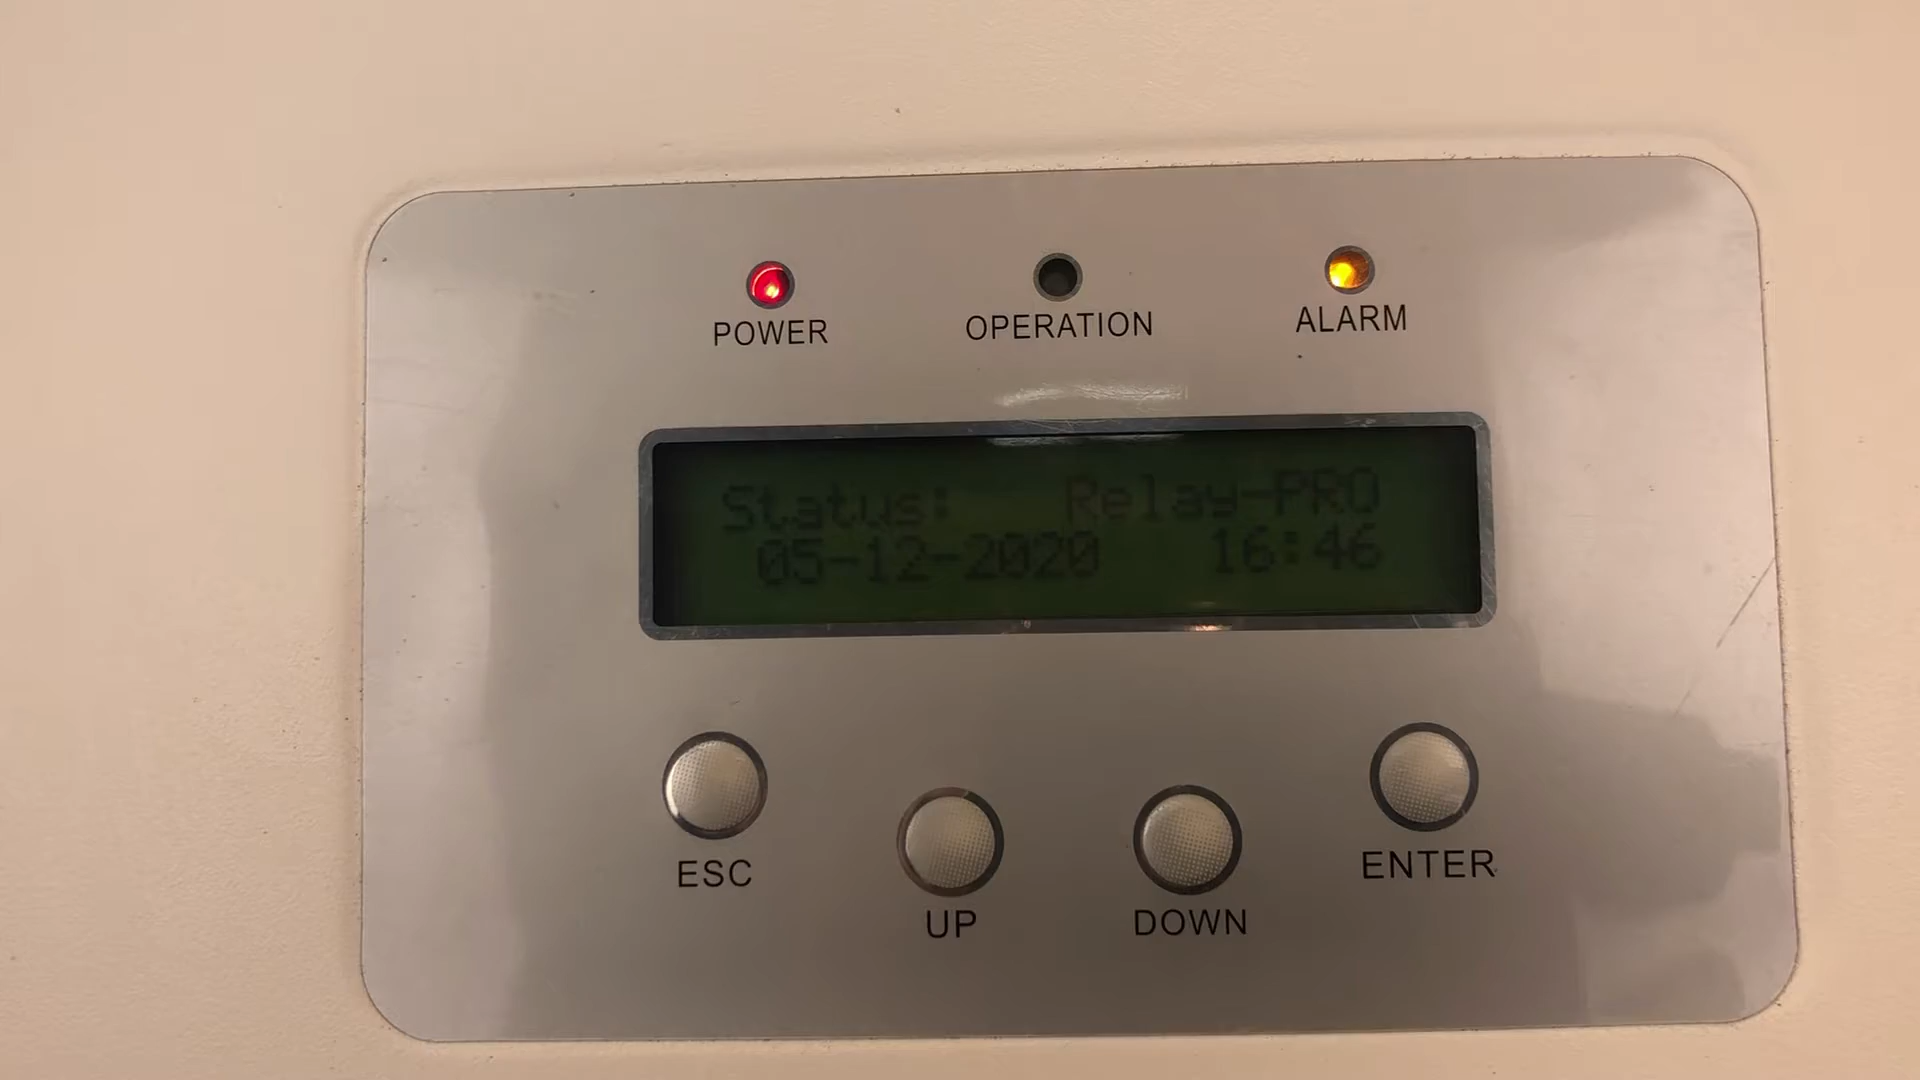 POWER OPERATION ALARM
Status: Relay-PRO
05-12-2020 16:46
ESC UP DOWN ENTER